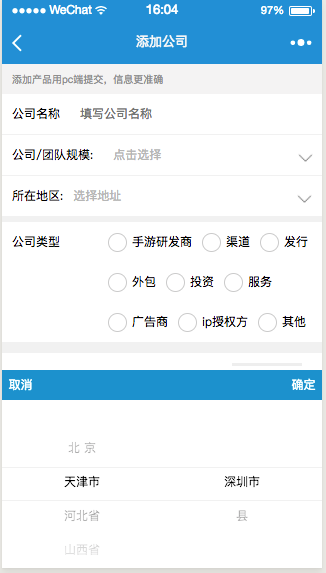 WeChat 16:04 97%
添加公司
添加产品用pc端提交，信息更准确
公司名称 填写公司名称
公司/团队规模: 点击选择
所在地区: 选择地址
公司类型 手游研发商 渠道 发行
外包 投资 服务
广告商 ip授权方 其他
取消 确定
北 京
天津市 深圳市
河北省 县
山西省